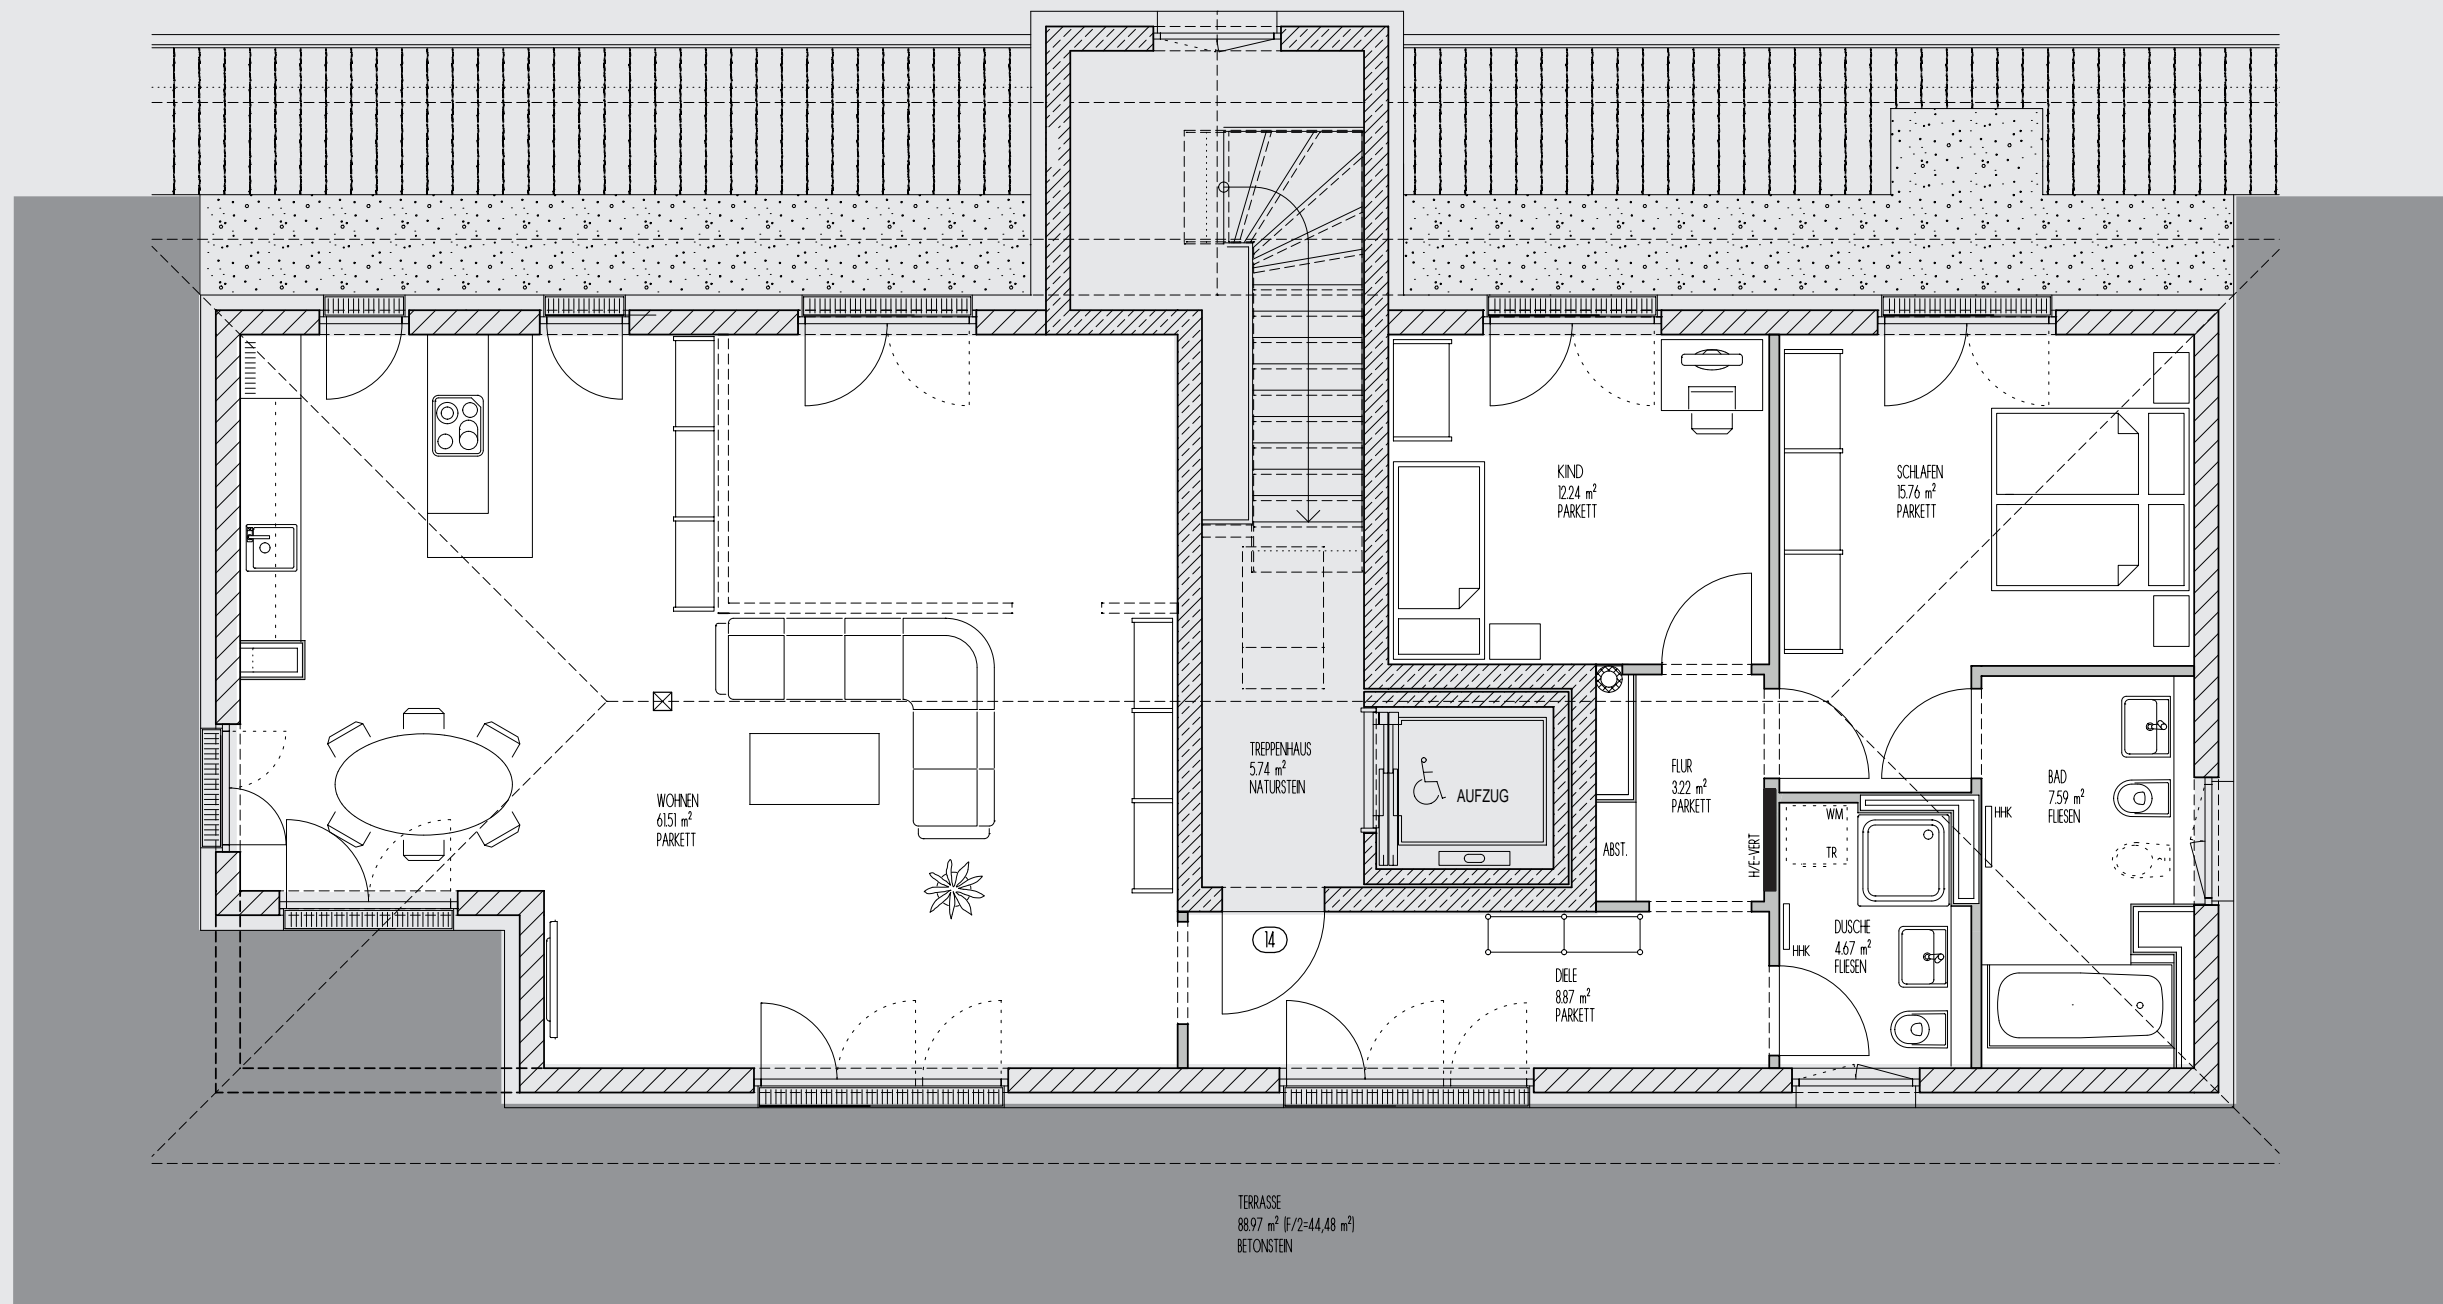 KIND
12.24 m²
PARKETT
SCHLAFEN
15.76 m²
PARKETT
TREPPENHAUS
5.74 m²
NATURSTEIN
AUFZUG
FLUR
3.22 m²
PARKETT
BAD
7.59 m²
FLIESEN
WOHNEN
61.51 m²
PARKETT
HHK
WM
TR
ABST.
H/E-VERT
14
DUSCHE
4.67 m²
FLIESEN
HHK
DIELE
8.87 m²
PARKETT
TERRASSE
88.97 m² (F/2=44,48 m²)
BETONSTEIN